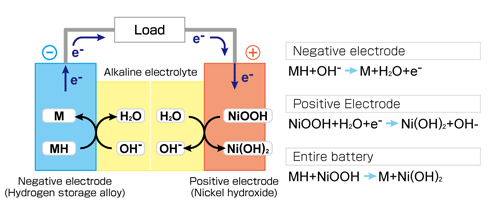 Load
⊖
e⁻
e⁻
⊕
e⁻
e⁻
Alkaline electrolyte
M
H₂O
H₂O
NiOOH
MH
OH⁻
OH⁻
Ni(OH)₂
Negative electrode
(Hydrogen storage alloy)
Positive electrode
(Nickel hydroxide)
Negative electrode
MH+OH⁻ → M+H₂O+e⁻
Positive Electrode
NiOOH+H₂O+e⁻ → Ni(OH)₂+OH-
Entire battery
MH+NiOOH → M+Ni(OH)₂